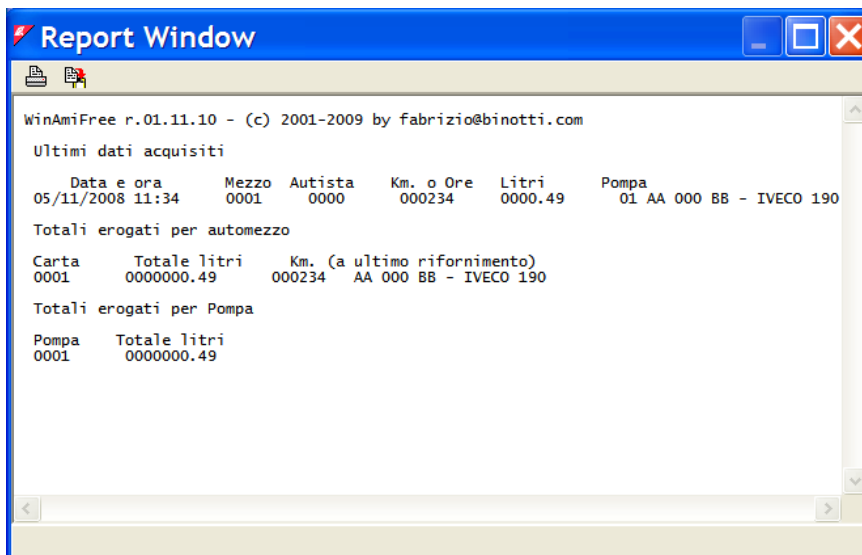 Report Window
WinAmiFree r.01.11.10 - (c) 2001-2009 by fabrizio@binotti.com
Ultimi dati acquisiti
Data e ora Mezzo Autista Km. o Ore Litri Pompa
05/11/2008 11:34 0001 0000 000234 0000.49 01 AA 000 BB - IVECO 190
Totali erogati per automezzo
Carta Totale litri Km. (a ultimo rifornimento)
0001 0000000.49 000234 AA 000 BB - IVECO 190
Totali erogati per Pompa
Pompa Totale litri
0001 0000000.49